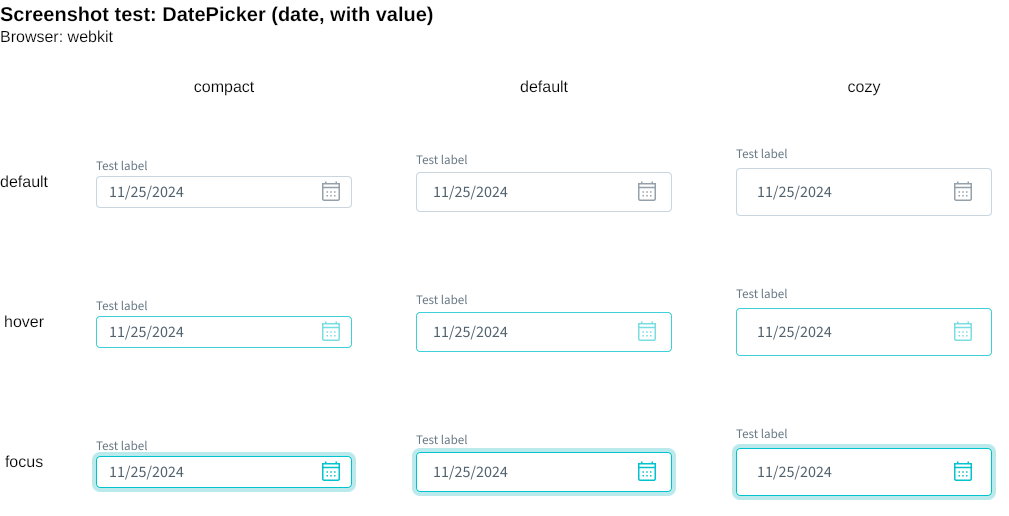 Screenshot test: DatePicker (date, with value)
Browser: webkit
compact default cozy
Test label Test label Test label
default 11/25/2024 11/25/2024 11/25/2024
Test label Test label Test label
hover 11/25/2024 11/25/2024 11/25/2024
Test label Test label Test label
focus 11/25/2024 11/25/2024 11/25/2024